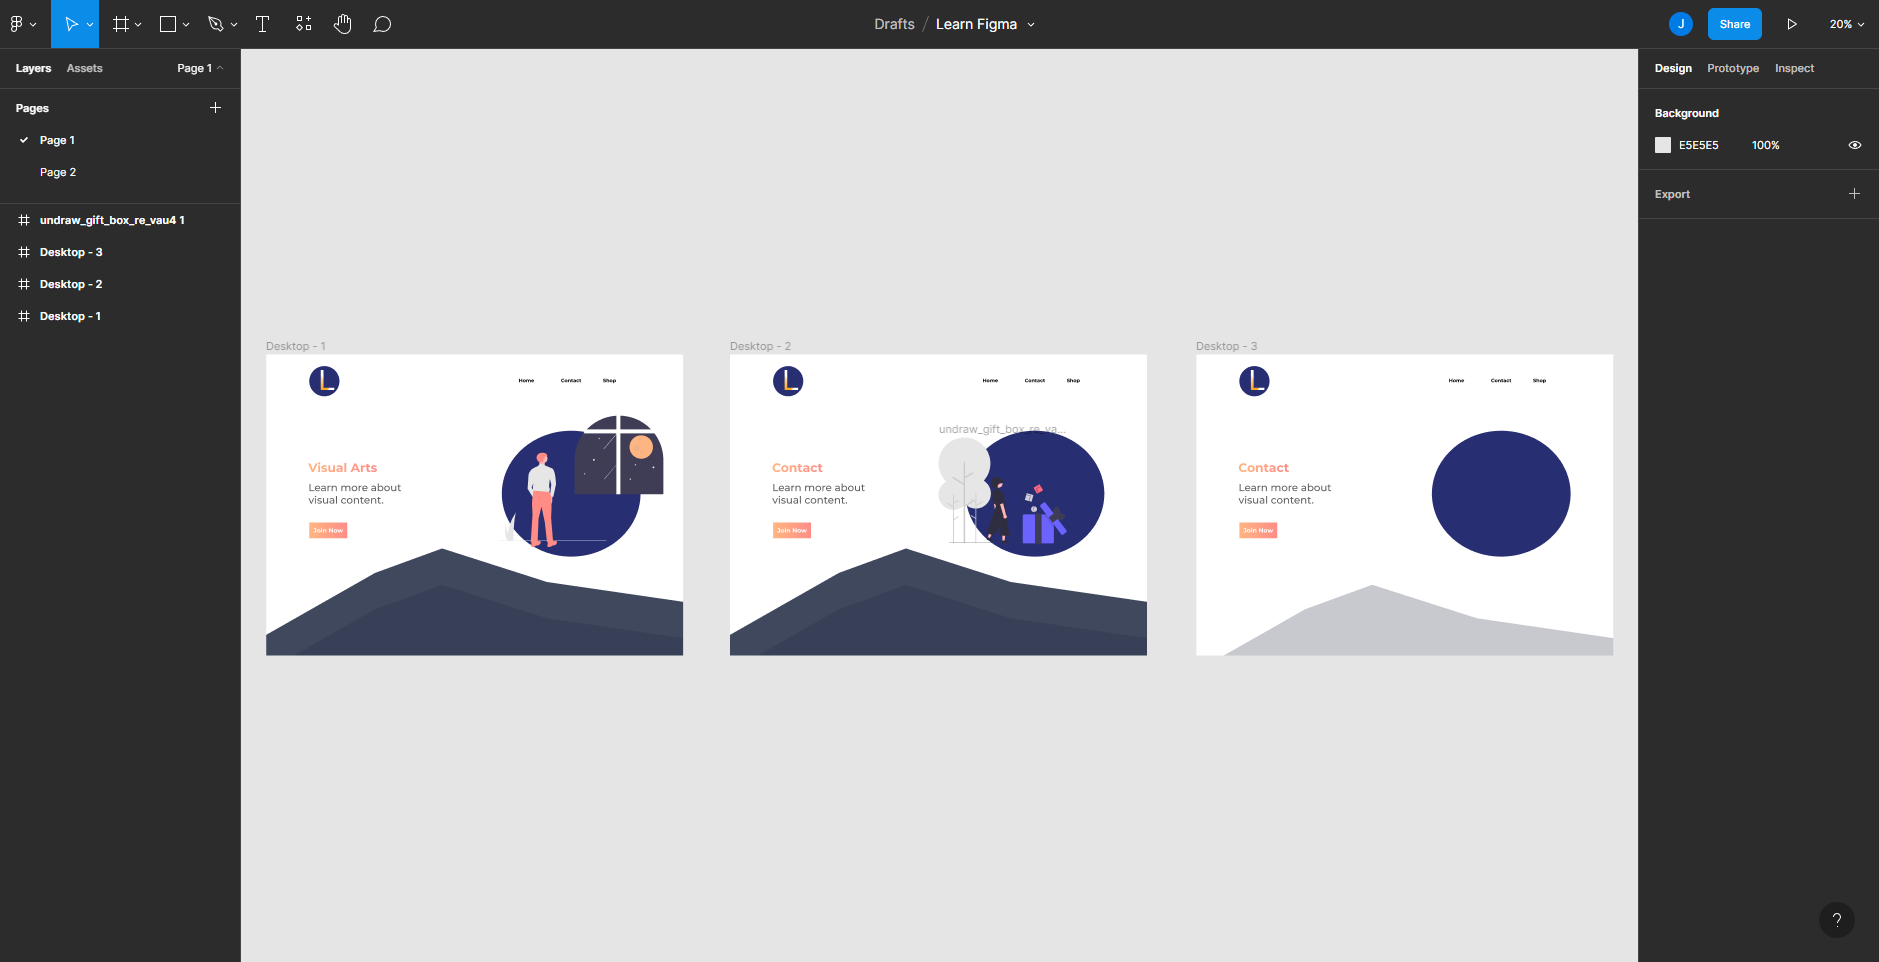 Drafts / Learn Figma
J
Share
20%
Layers Assets Page 1
Pages
Page 1
Page 2
undraw_gift_box_re_vau4 1
Desktop - 3
Desktop - 2
Desktop - 1
Desktop - 1
L
Home Contact Shop
Visual Arts
Learn more about
visual content.
Join Now
Desktop - 2
L
Home Contact Shop
undraw_gift_box_re_va...
Contact
Learn more about
visual content.
Join Now
Desktop - 3
L
Home Contact Shop
Contact
Learn more about
visual content.
Join Now
Design Prototype Inspect
Background
E5E5E5 100%
Export
?